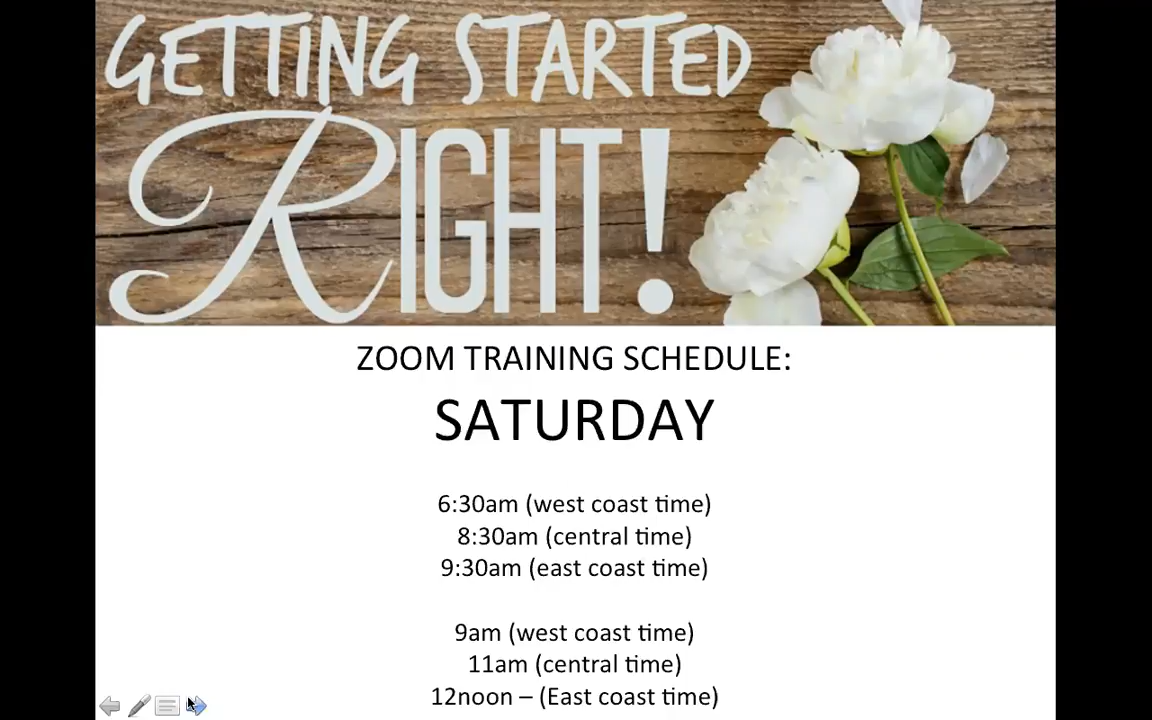 GETTING STARTED
RIGHT!
ZOOM TRAINING SCHEDULE:
SATURDAY
6:30am (west coast time)
8:30am (central time)
9:30am (east coast time)
9am (west coast time)
11am (central time)
12noon – (East coast time)